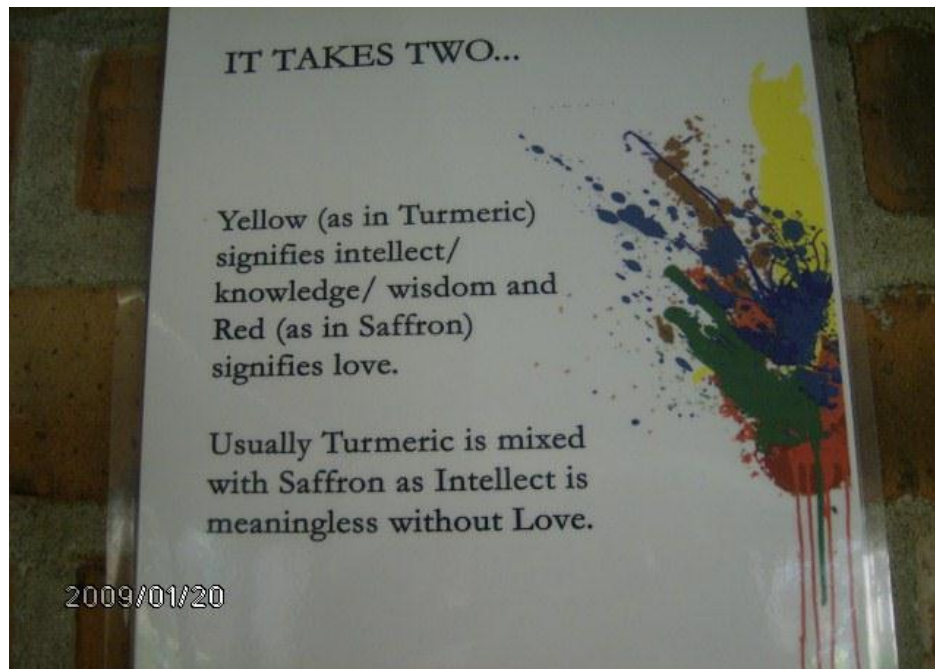 IT TAKES TWO...
Yellow (as in Turmeric)
signifies intellect/
knowledge/ wisdom and
Red (as in Saffron)
signifies love.
Usually Turmeric is mixed
with Saffron as Intellect is
meaningless without Love.
2009/01/20